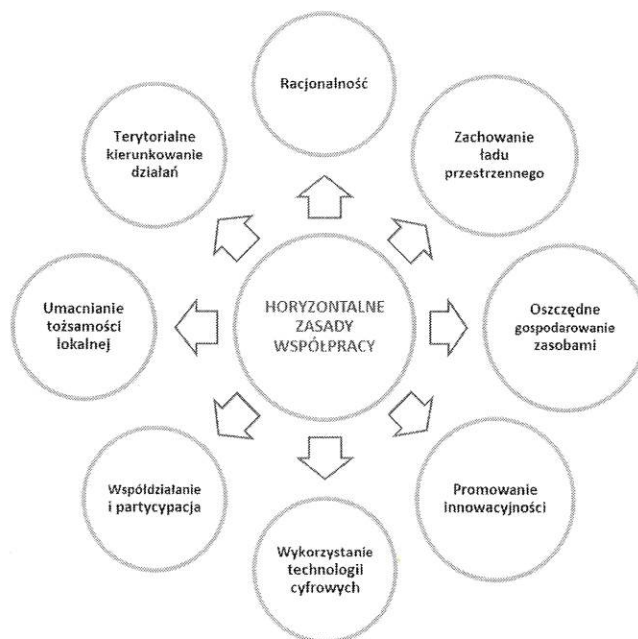 Racjonalność
Zachowanie
ładu
przestrzennego
Oszczędne
gospodarowanie
zasobami
Promowanie
innowacyjności
Wykorzystanie
technologii
cyfrowych
Współdziałanie
i partycypacja
Umacnianie
tożsamości
lokalnej
Terytorialne
kierunkowanie
działań
HORYZONTALNE
ZASADY
WSPÓŁPRACY